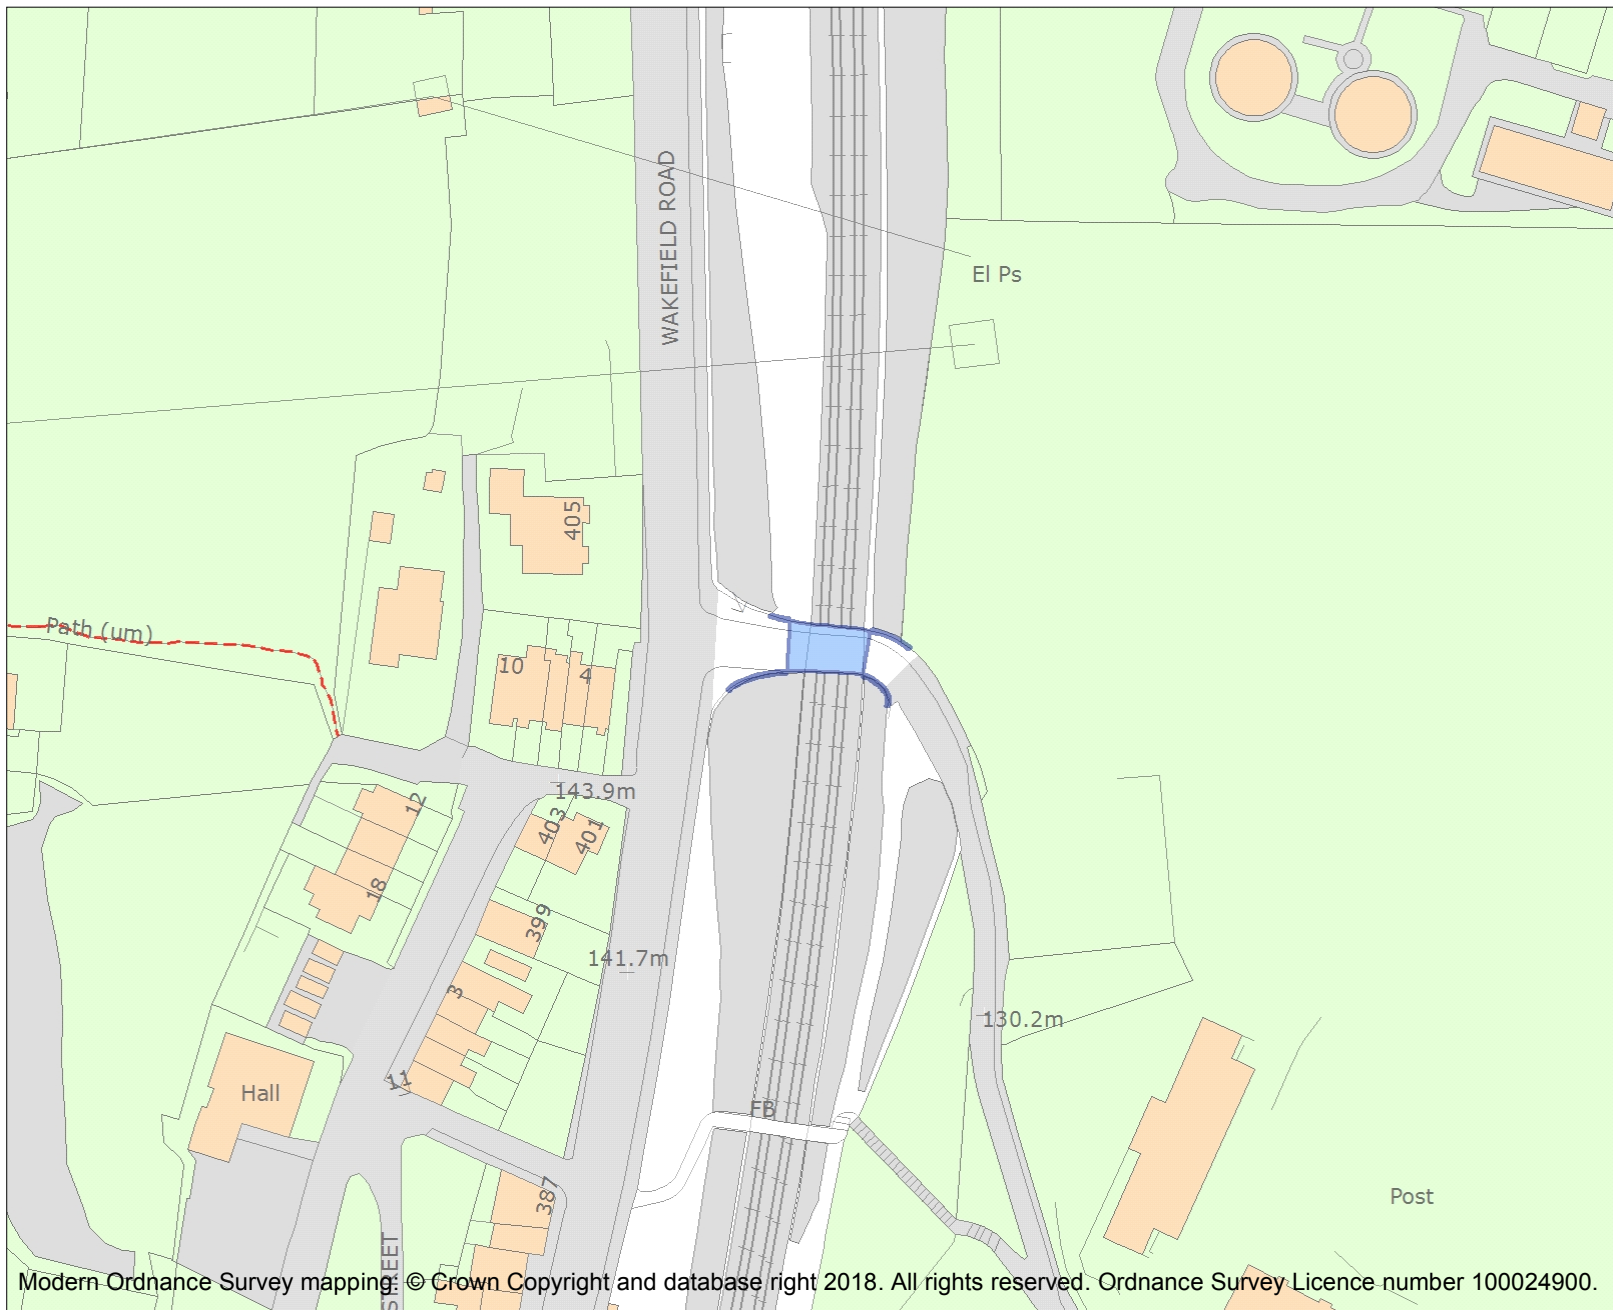 WAKEFIELD ROAD
El Ps
405
Path (um)
10
4
143.9m
12
403
401
18
399
141.7m
3
130.2m
11
Hall
FB
387
Post
STREET
Modern Ordnance Survey mapping: © Crown Copyright and database right 2018. All rights reserved. Ordnance Survey Licence number 100024900.